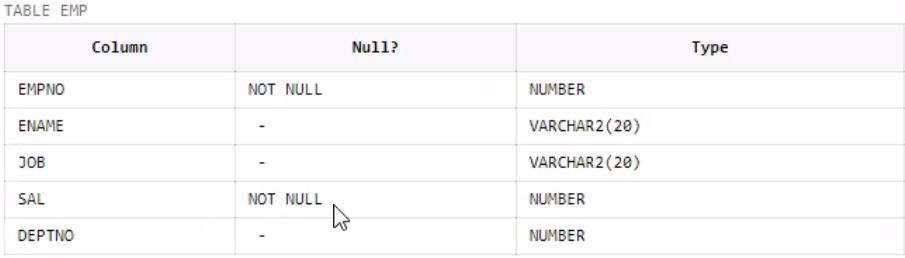 TABLE EMP
Column Null? Type
EMPNO NOT NULL NUMBER
ENAME - VARCHAR2(20)
JOB - VARCHAR2(20)
SAL NOT NULL NUMBER
DEPTNO - NUMBER